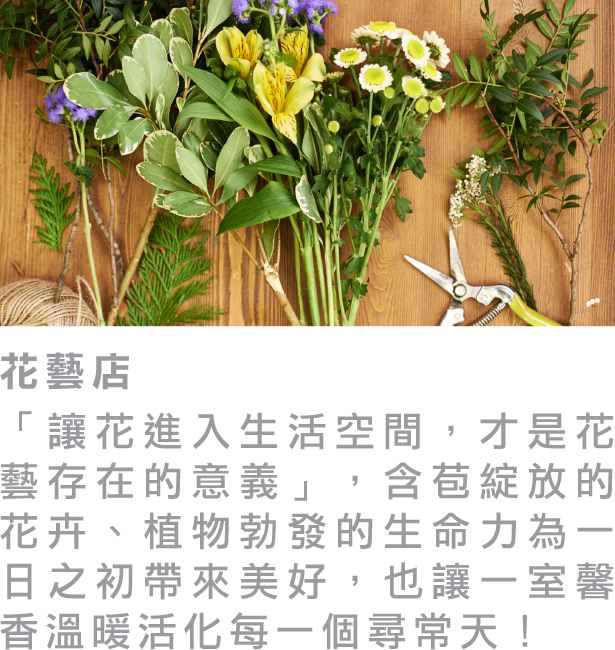 花藝店
「讓花進入生活空間，才是花
藝存在的意義」，含苞綻放的
花卉、植物勃發的生命力為一
日之初帶來美好，也讓一室馨
香溫暖活化每一個尋常天！